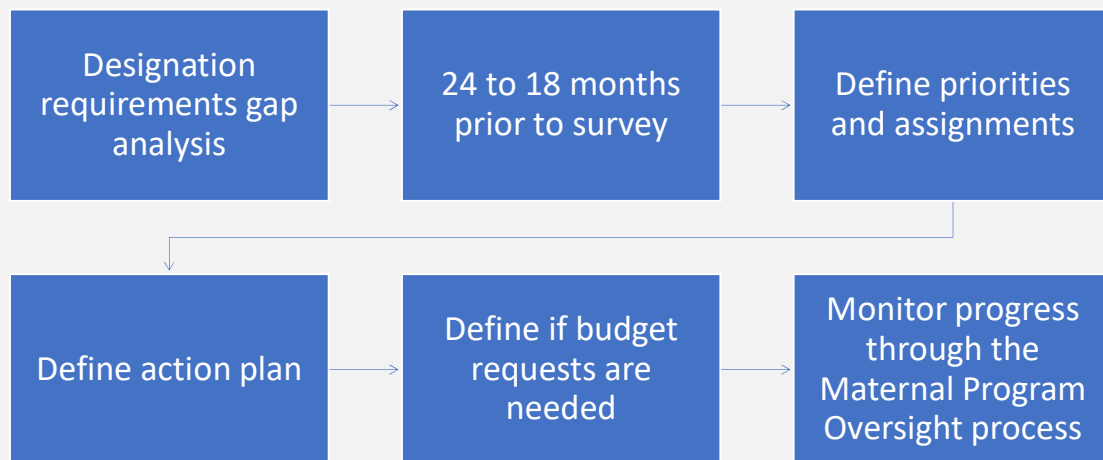 Designation
requirements gap
analysis
24 to 18 months
prior to survey
Define priorities
and assignments
Define action plan
Define if budget
requests are
needed
Monitor progress
through the
Maternal Program
Oversight process